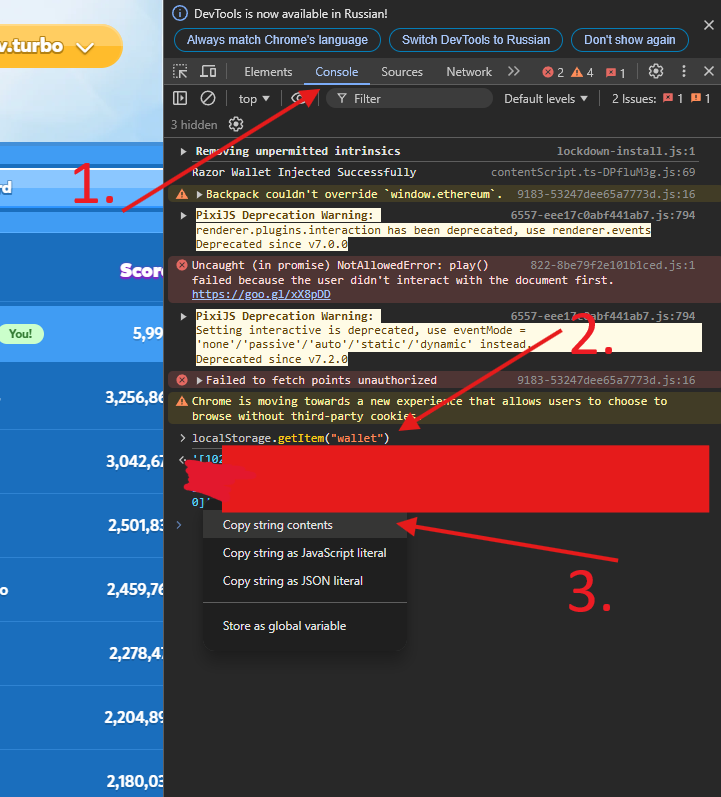 v.turbo
rd
Score
You!
5,99
3,256,86
3,042,67
2,501,83
o
2,459,76
2,278,47
2,204,89
2,180,03
DevTools is now available in Russian!
Always match Chrome's language
Switch DevTools to Russian
Don't show again
Elements
Console
Sources
Network
2
4
1
top
Filter
Default levels
2 Issues:
1
1
3 hidden
Removing unpermitted intrinsics lockdown-install.js:1
Razor Wallet Injected Successfully contentScript.ts-DPfluM3g.js:69
Backpack couldn't override `window.ethereum`. 9183-53247dee65a7773d.js:16
PixiJS Deprecation Warning: 6557-eee17c0abf441ab7.js:794
renderer.plugins.interaction has been deprecated, use renderer.events
Deprecated since v7.0.0
Uncaught (in promise) NotAllowedError: play() 822-8be79f2e101b1ced.js:1
failed because the user didn't interact with the document first.
https://goo.gl/xX8pDD
PixiJS Deprecation Warning: 6557-eee17c0abf441ab7.js:794
Setting interactive is deprecated, use eventMode =
'none'/'passive'/'auto'/'static'/'dynamic' instead.
Deprecated since v7.2.0
Failed to fetch points unauthorized 9183-53247dee65a7773d.js:16
Chrome is moving towards a new experience that allows users to choose to
browse without third-party cookies.
localStorage.getItem("wallet")
'[102
0]'
Copy string contents
Copy string as JavaScript literal
Copy string as JSON literal
Store as global variable
1.
2.
3.